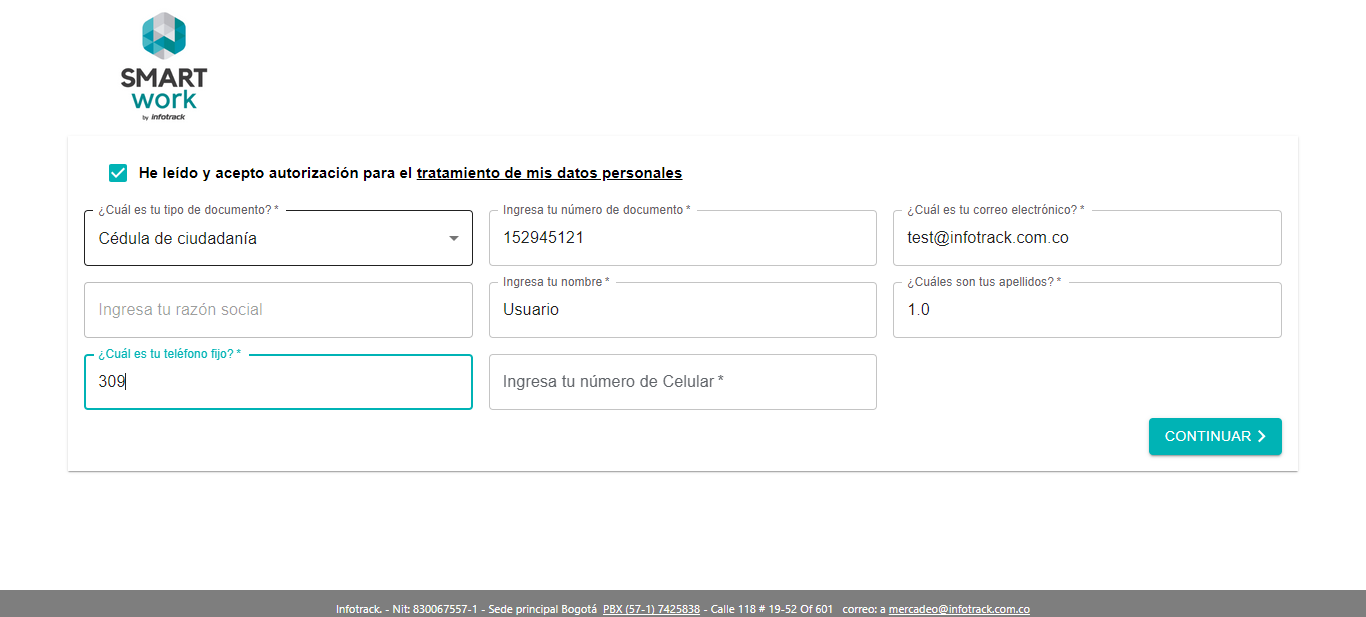 SMART
work
by infotrack
He leído y acepto autorización para el tratamiento de mis datos personales
¿Cuál es tu tipo de documento? *
Cédula de ciudadanía
Ingresa tu número de documento *
152945121
¿Cuál es tu correo electrónico? *
test@infotrack.com.co
Ingresa tu razón social
Ingresa tu nombre *
Usuario
¿Cuáles son tus apellidos? *
1.0
¿Cuál es tu teléfono fijo? *
309
Ingresa tu número de Celular *
CONTINUAR
Infotrack. - Nit: 830067557-1 - Sede principal Bogotá PBX (57-1) 7425838 - Calle 118 # 19-52 Of 601 correo: a mercadeo@infotrack.com.co